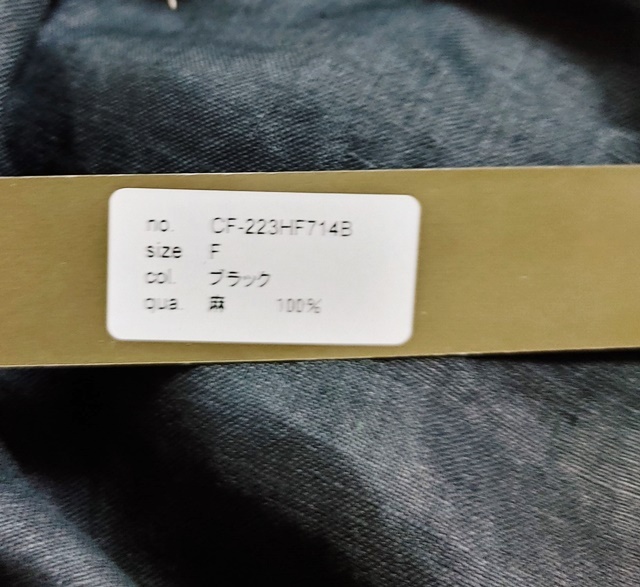 no. CF-223HF714B
size F
col. ブラック
qua. 麻 100%